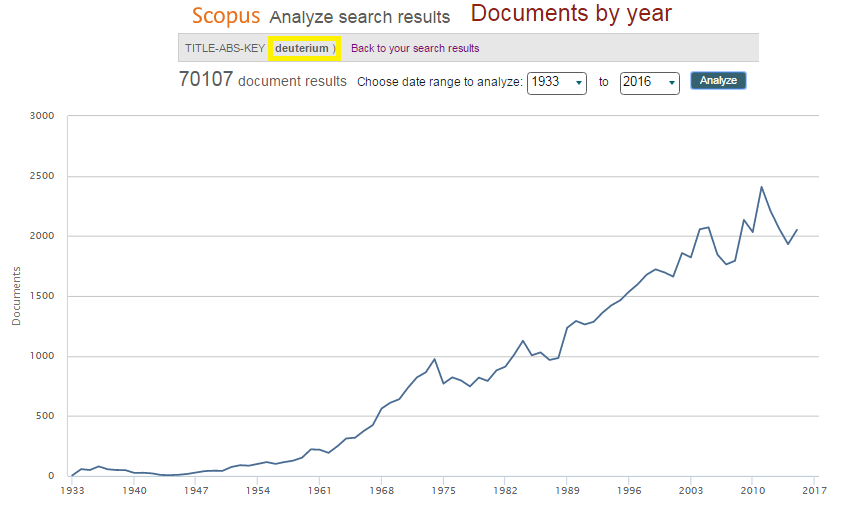 Scopus Analyze search results Documents by year
TITLE-ABS-KEY deuterium ) Back to your search results
70107 document results Choose date range to analyze: 1933 to 2016 Analyze
3000
2500
2000
1500
1000
500
0
Documents
1933 1940 1947 1954 1961 1968 1975 1982 1989 1996 2003 2010 2017